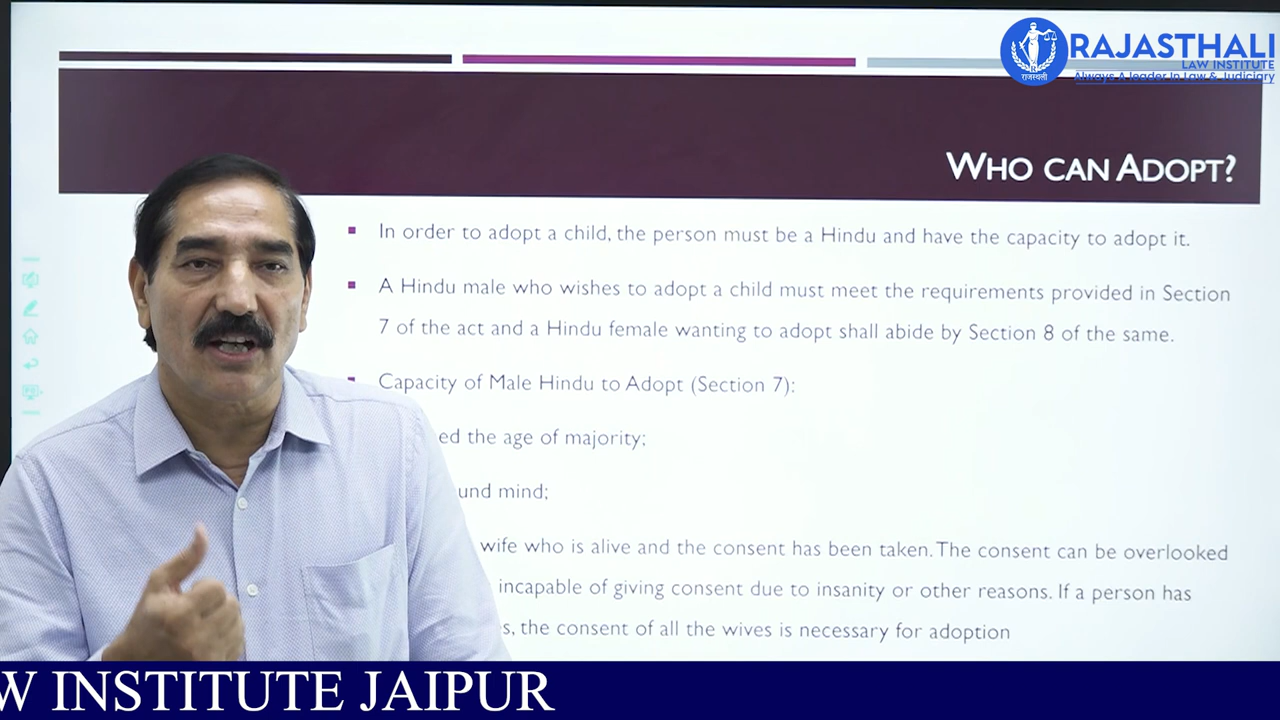 RAJASTHALI
LAW INSTITUTE
Always A leader In Law & Judiciary
राजस्थली
WHO CAN ADOPT?
In order to adopt a child, the person must be a Hindu and have the capacity to adopt it.
A Hindu male who wishes to adopt a child must meet the requirements provided in Section
7 of the act and a Hindu female wanting to adopt shall abide by Section 8 of the same.
Capacity of Male Hindu to Adopt (Section 7):
ed the age of majority;
und mind;
wife who is alive and the consent has been taken. The consent can be overlooked
incapable of giving consent due to insanity or other reasons. If a person has
s, the consent of all the wives is necessary for adoption
W INSTITUTE JAIPUR